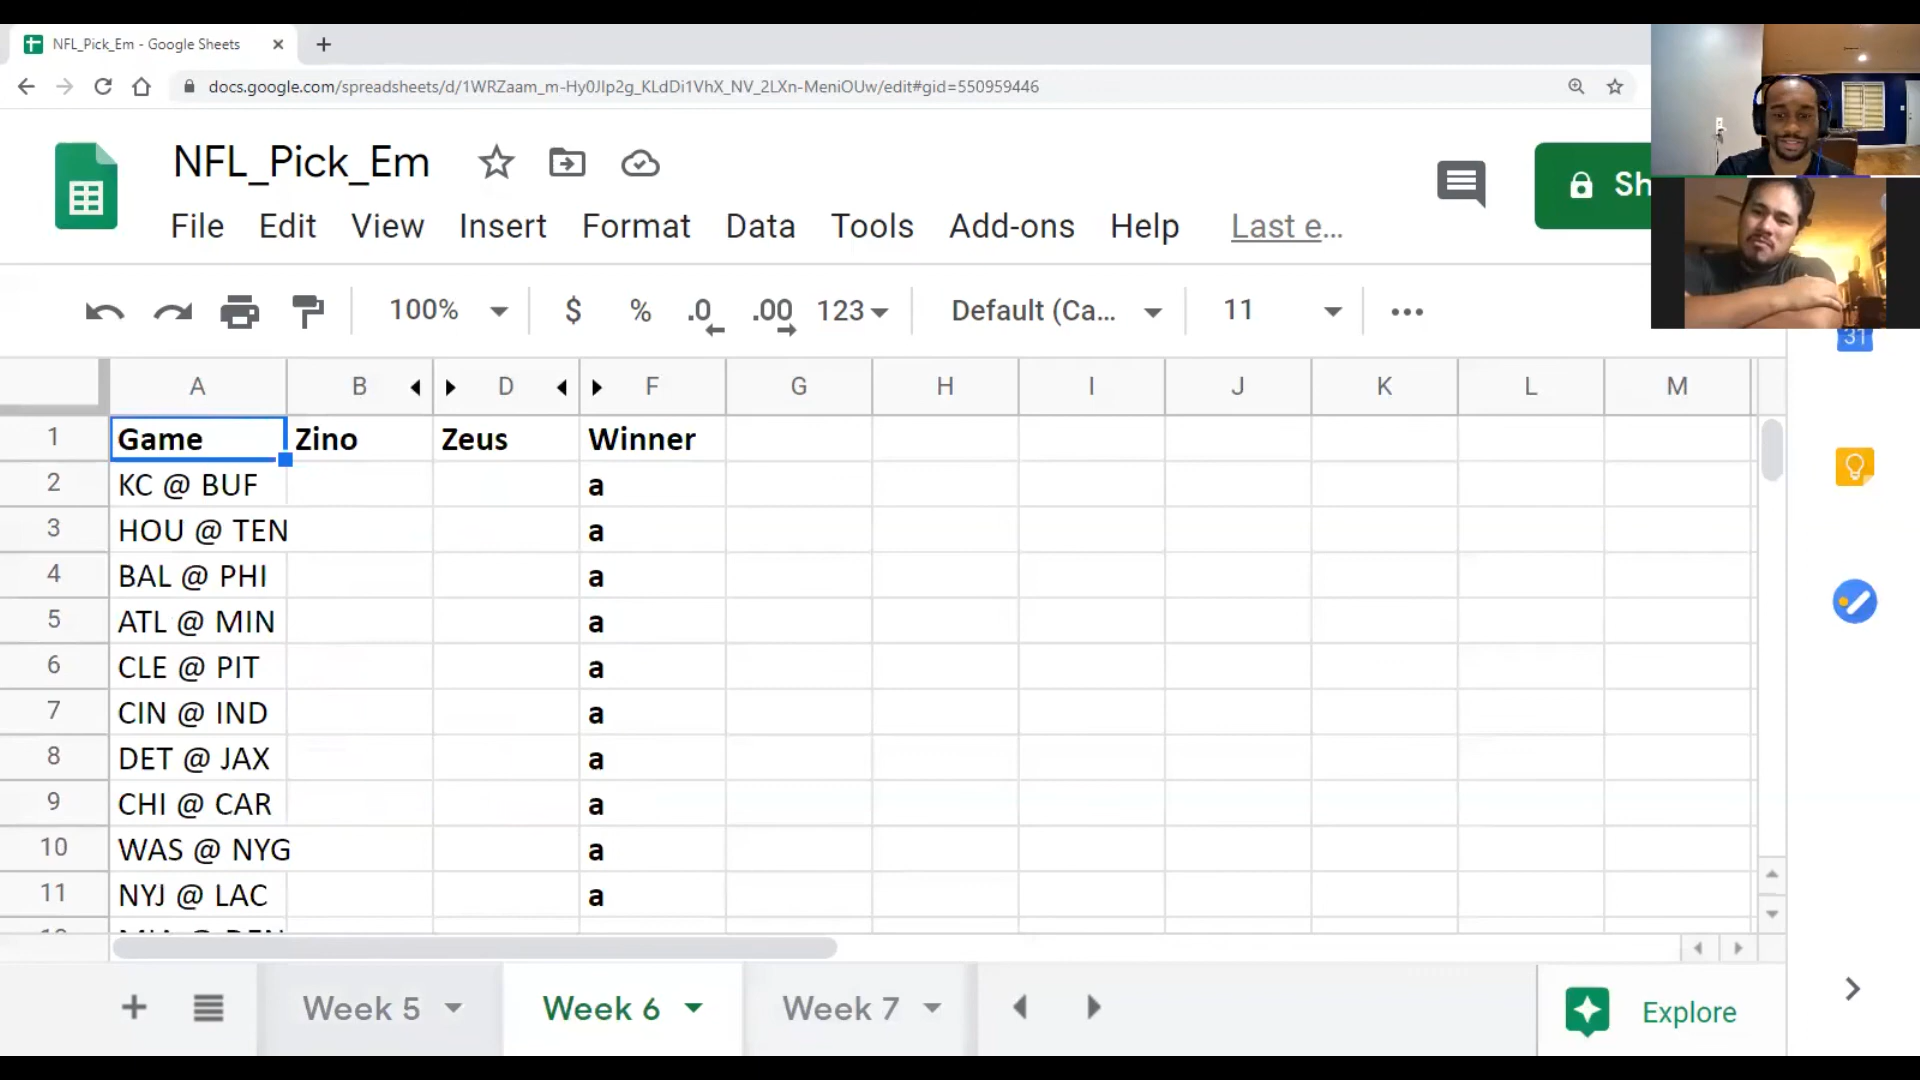 NFL_Pick_Em - Google Sheets
docs.google.com/spreadsheets/d/1WRZaam_m-Hy0JIp2g_KLdDi1VhX_NV_2LXn-MeniOUw/edit#gid=550959446
NFL_Pick_Em
File Edit View Insert Format Data Tools Add-ons Help Last e...
100% $ % .0 .00 123 Default (Ca... 11
31
A B D F G H I J K L M
1 Game Zino Zeus Winner
2 KC @ BUF a
3 HOU @ TEN a
4 BAL @ PHI a
5 ATL @ MIN a
6 CLE @ PIT a
7 CIN @ IND a
8 DET @ JAX a
9 CHI @ CAR a
10 WAS @ NYG a
11 NYJ @ LAC a
Week 5 Week 6 Week 7 Explore